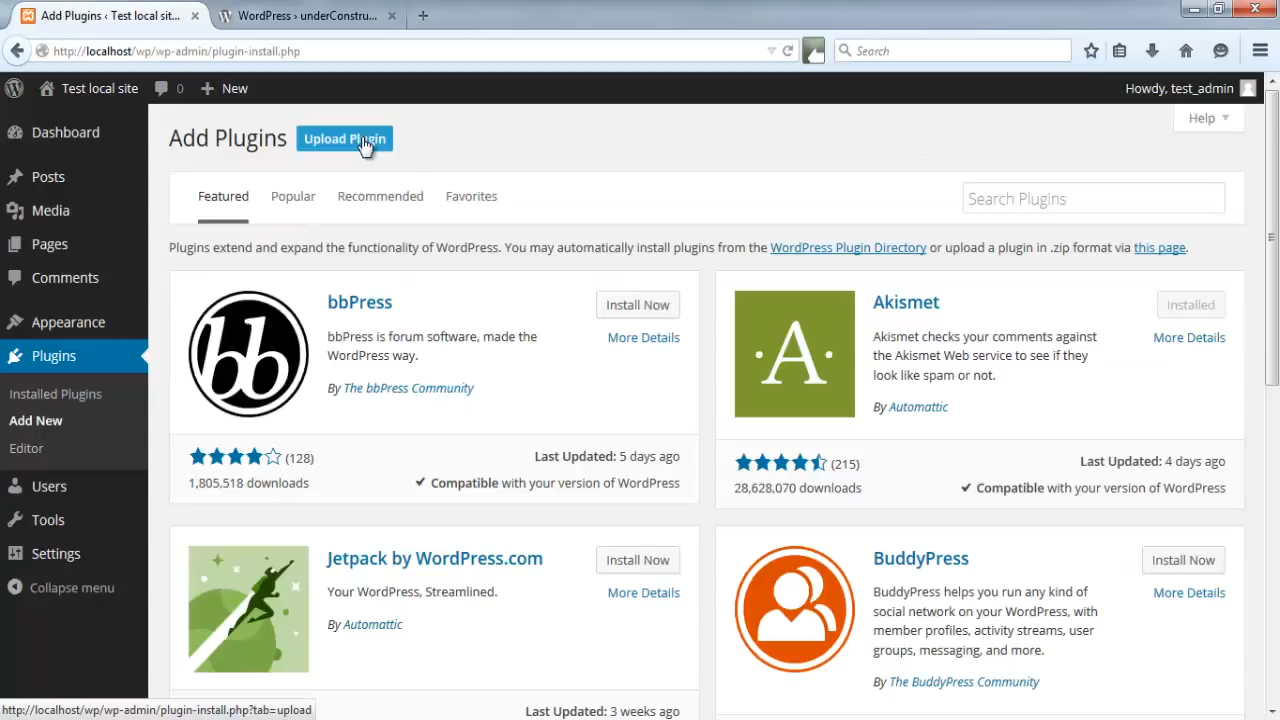 Add Plugins ‹ Test local sit...
WordPress › underConstru...
http://localhost/wp/wp-admin/plugin-install.php
Search
Test local site
0
New
Howdy, test_admin
Dashboard
Posts
Media
Pages
Comments
Appearance
Plugins
Installed Plugins
Add New
Editor
Users
Tools
Settings
Collapse menu
Add Plugins
Upload Plugin
Help
Featured
Popular
Recommended
Favorites
Search Plugins
Plugins extend and expand the functionality of WordPress. You may automatically install plugins from the WordPress Plugin Directory or upload a plugin in .zip format via this page.
bb
bbPress
Install Now
More Details
bbPress is forum software, made the
WordPress way.
By The bbPress Community
(128)
1,805,518 downloads
Last Updated: 5 days ago
Compatible with your version of WordPress
A
Akismet
Installed
More Details
Akismet checks your comments against
the Akismet Web service to see if they
look like spam or not.
By Automattic
(215)
28,628,070 downloads
Last Updated: 4 days ago
Compatible with your version of WordPress
Jetpack by WordPress.com
Install Now
More Details
Your WordPress, Streamlined.
By Automattic
Last Updated: 3 weeks ago
BuddyPress
Install Now
More Details
BuddyPress helps you run any kind of
social network on your WordPress, with
member profiles, activity streams, user
groups, messaging, and more.
By The BuddyPress Community
http://localhost/wp/wp-admin/plugin-install.php?tab=upload